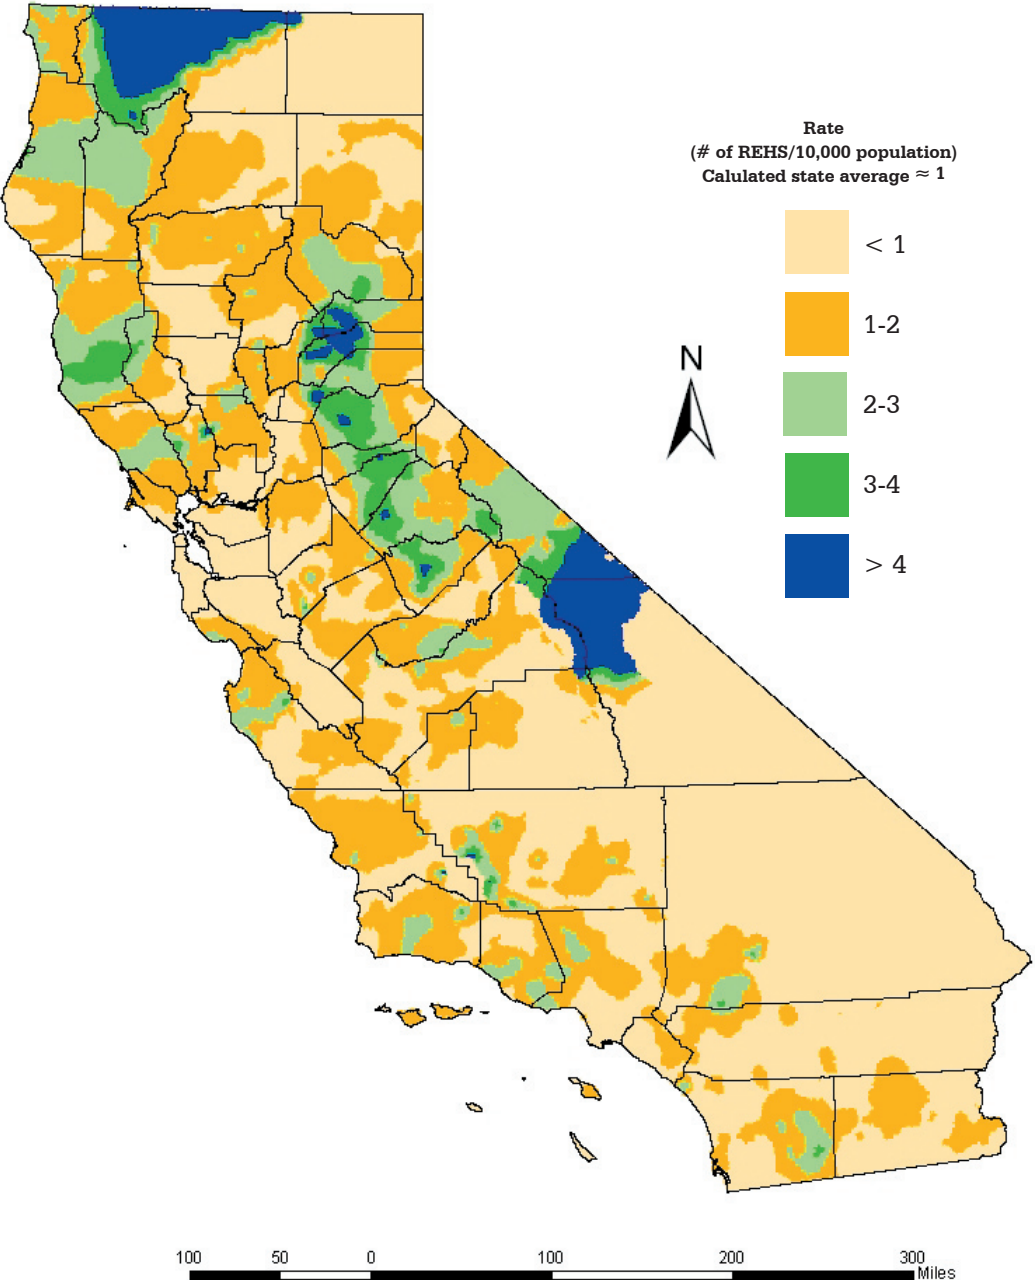 Rate
(# of REHS/10,000 population)
Calulated state average ≈ 1
< 1
1-2
2-3
3-4
> 4
N
100 50 0 100 200 300
Miles